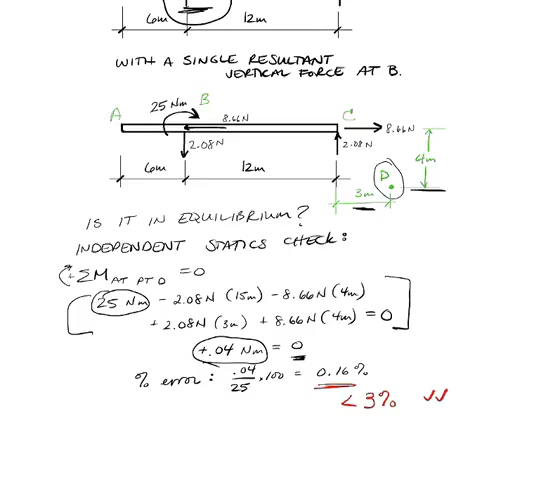 6m 12m
WITH A SINGLE RESULTANT
VERTICAL FORCE AT B.
25 Nm B
A C
8.66N 8.66N
2.08N 2.08N
4m
6m 12m D
3m
IS IT IN EQUILIBRIUM?
INDEPENDENT STATICS CHECK:
+ ΣM AT PT D = 0
25 Nm - 2.08N (15m) - 8.66N (4m)
+ 2.08N (3m) + 8.66N (4m) = 0
+.04 Nm = 0
% error : .04/25 .100 = 0.16%
< 3% ✓✓